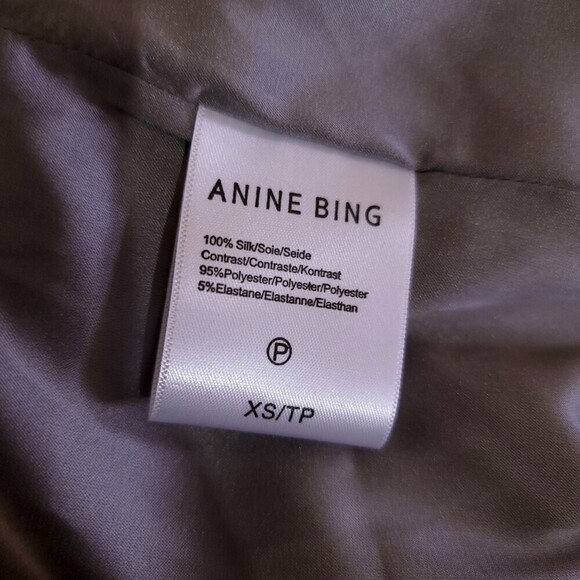 ANINE BING
100% Silk/Soie/Seide
Contrast/Contraste/Kontrast
95%Polyester/Polyester/Polyester
5%Elastane/Elastanne/Elasthan
P
XS/TP